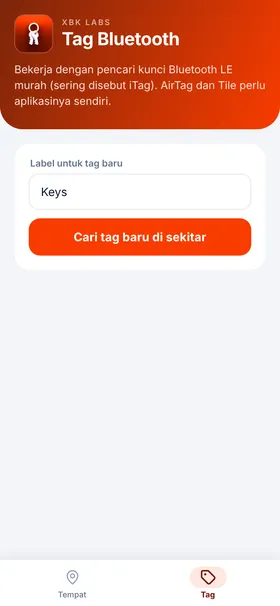 XBK LABS
Tag Bluetooth
Bekerja dengan pencari kunci Bluetooth LE
murah (sering disebut iTag). AirTag dan Tile perlu
aplikasinya sendiri.
Label untuk tag baru
Keys
Cari tag baru di sekitar
Tempat
Tag